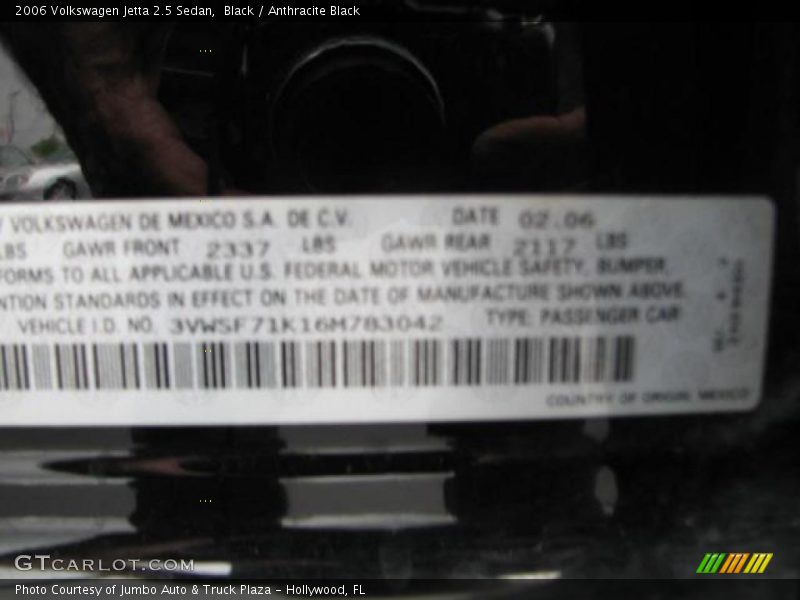 2006 Volkswagen Jetta 2.5 Sedan, Black / Anthracite Black
VOLKSWAGEN DE MEXICO S.A. DE C.V. DATE 02.06
LBS GAWR FRONT 2337 LBS GAWR REAR 2117 LBS
FORMS TO ALL APPLICABLE U.S. FEDERAL MOTOR VEHICLE SAFETY, BUMPER,
NTION STANDARDS IN EFFECT ON THE DATE OF MANUFACTURE SHOWN ABOVE.
VEHICLE I.D. NO. 3VWSF71K16M783042 TYPE: PASSENGER CAR
COUNTRY OF ORIGIN: MEXICO
GTCARLOT.COM
Photo Courtesy of Jumbo Auto & Truck Plaza - Hollywood, FL